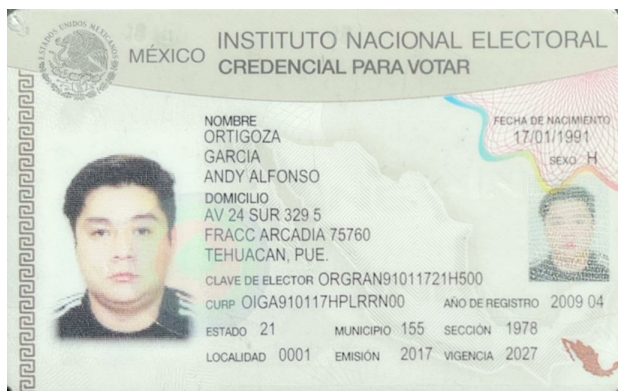 ESTADOS UNIDOS MEXICANOS
MÉXICO INSTITUTO NACIONAL ELECTORAL
CREDENCIAL PARA VOTAR
NOMBRE
ORTIGOZA
GARCIA
ANDY ALFONSO
FECHA DE NACIMIENTO
17/01/1991
SEXO H
DOMICILIO
AV 24 SUR 329 5
FRACC ARCADIA 75760
TEHUACAN, PUE.
CLAVE DE ELECTOR ORGRAN91011721H500
CURP OIGA910117HPLRRN00 AÑO DE REGISTRO 2009 04
ESTADO 21 MUNICIPIO 155 SECCIÓN 1978
LOCALIDAD 0001 EMISIÓN 2017 VIGENCIA 2027